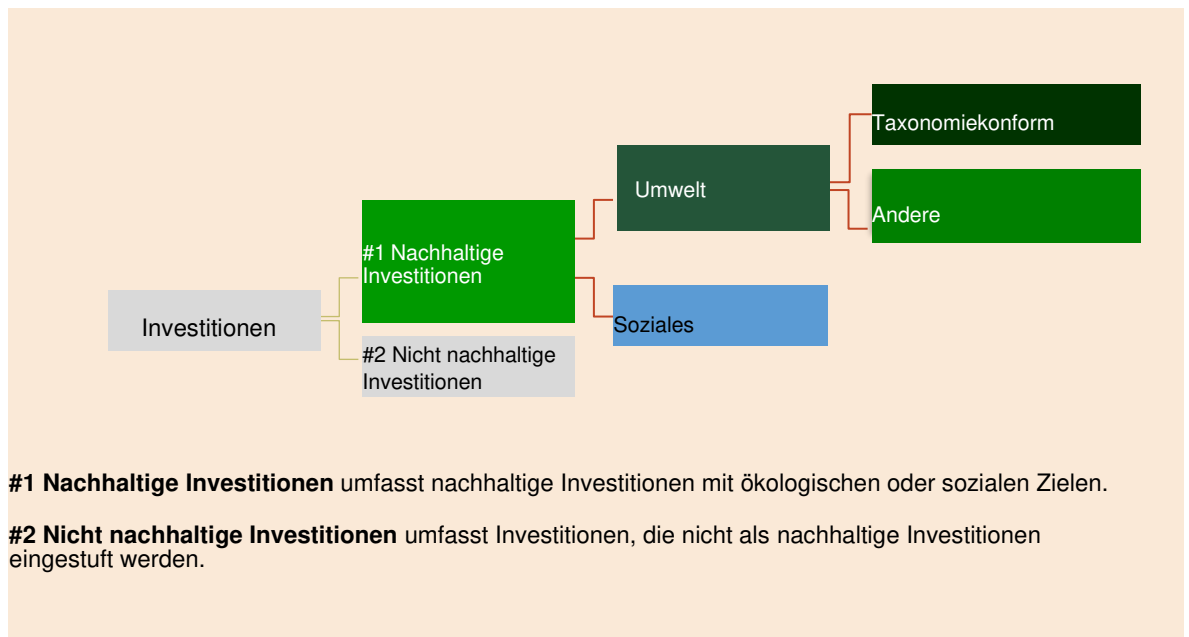 Taxonomiekonform
Umwelt
Andere
#1 Nachhaltige
Investitionen
Investitionen
Soziales
#2 Nicht nachhaltige
Investitionen
#1 Nachhaltige Investitionen umfasst nachhaltige Investitionen mit ökologischen oder sozialen Zielen.
#2 Nicht nachhaltige Investitionen umfasst Investitionen, die nicht als nachhaltige Investitionen
eingestuft werden.